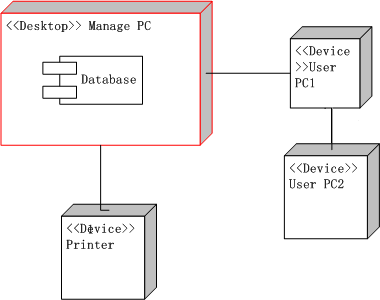 <<Desktop>> Manage PC
Database
<<Device
>>User
PC1
<<Device>>
User PC2
<<Device>>
Printer